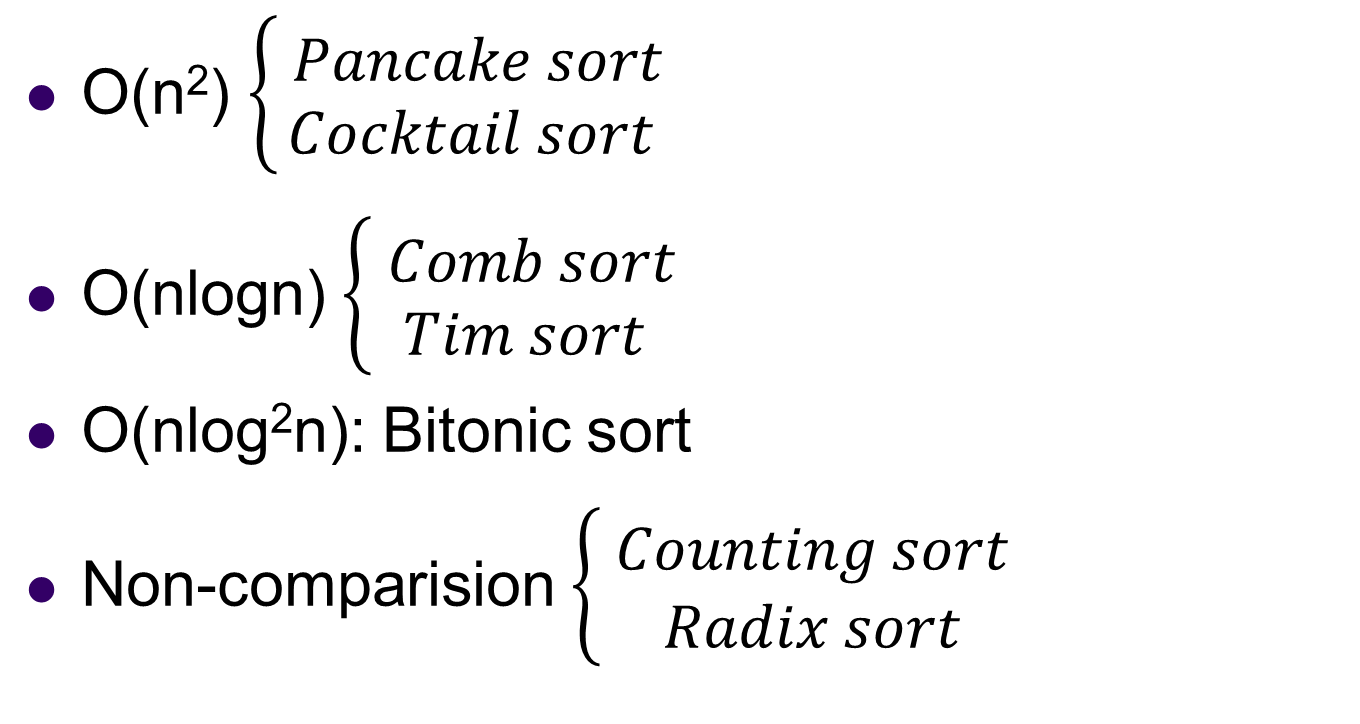 • O(n²) { Pancake sort
Cocktail sort
• O(nlogn) { Comb sort
Tim sort
• O(nlog²n): Bitonic sort
• Non-comparision { Counting sort
Radix sort